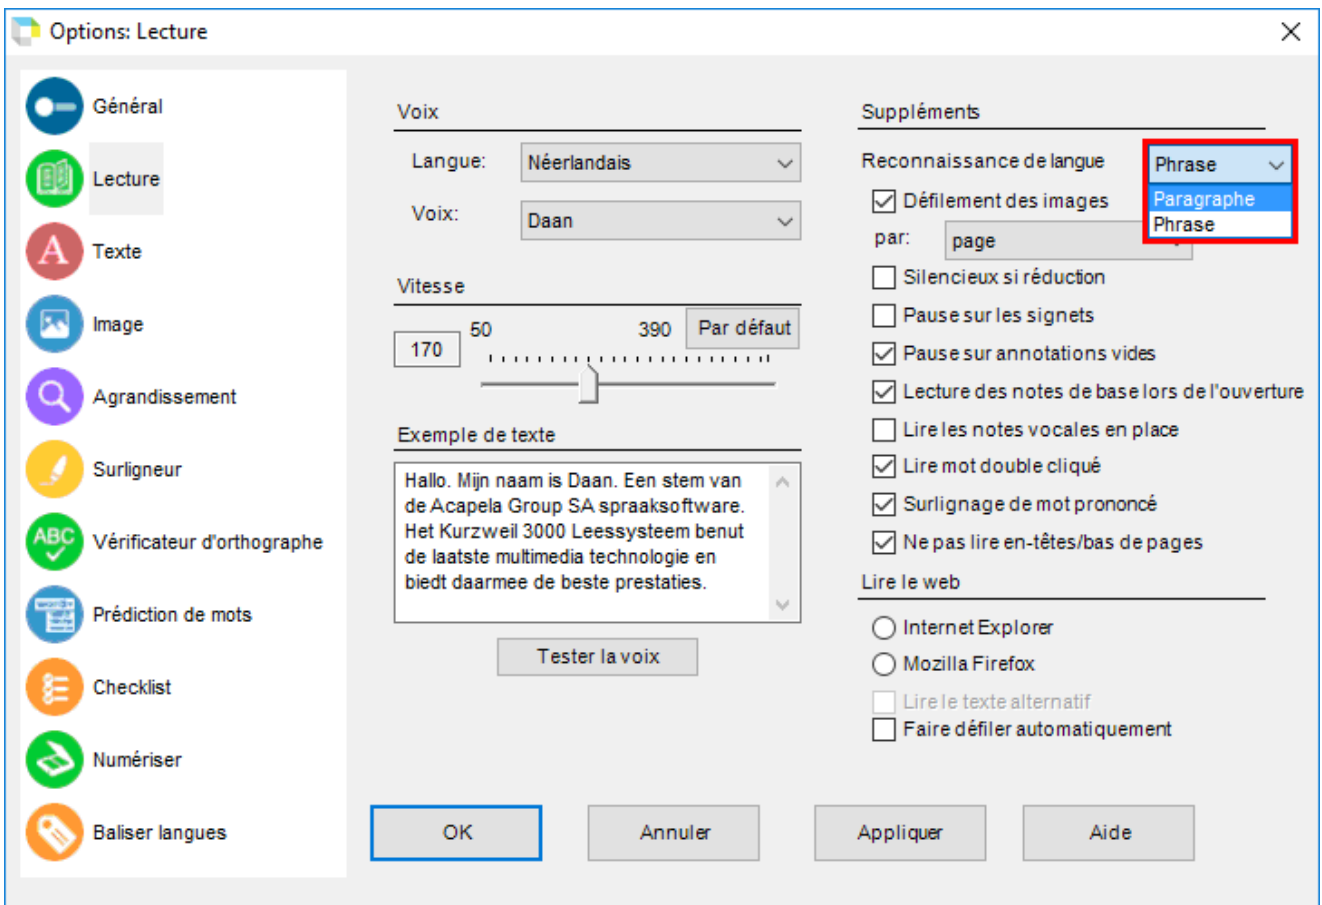 Options: Lecture
Général
Lecture
Texte
Image
Agrandissement
Surligneur
ABC
Vérificateur d'orthographe
Prédiction de mots
Checklist
Numériser
Baliser langues
Voix
Langue:
Néerlandais
Voix:
Daan
Vitesse
170
50
390
Par défaut
Exemple de texte
Hallo. Mijn naam is Daan. Een stem van
de Acapela Group SA spraaksoftware.
Het Kurzweil 3000 Leessysteem benut
de laatste multimedia technologie en
biedt daarmee de beste prestaties.
Tester la voix
Suppléments
Reconnaissance de langue
Phrase
Paragraphe
Phrase
Défilement des images
par:
page
Silencieux si réduction
Pause sur les signets
Pause sur annotations vides
Lecture des notes de base lors de l'ouverture
Lire les notes vocales en place
Lire mot double cliqué
Surlignage de mot prononcé
Ne pas lire en-têtes/bas de pages
Lire le web
Internet Explorer
Mozilla Firefox
Lire le texte alternatif
Faire défiler automatiquement
OK
Annuler
Appliquer
Aide